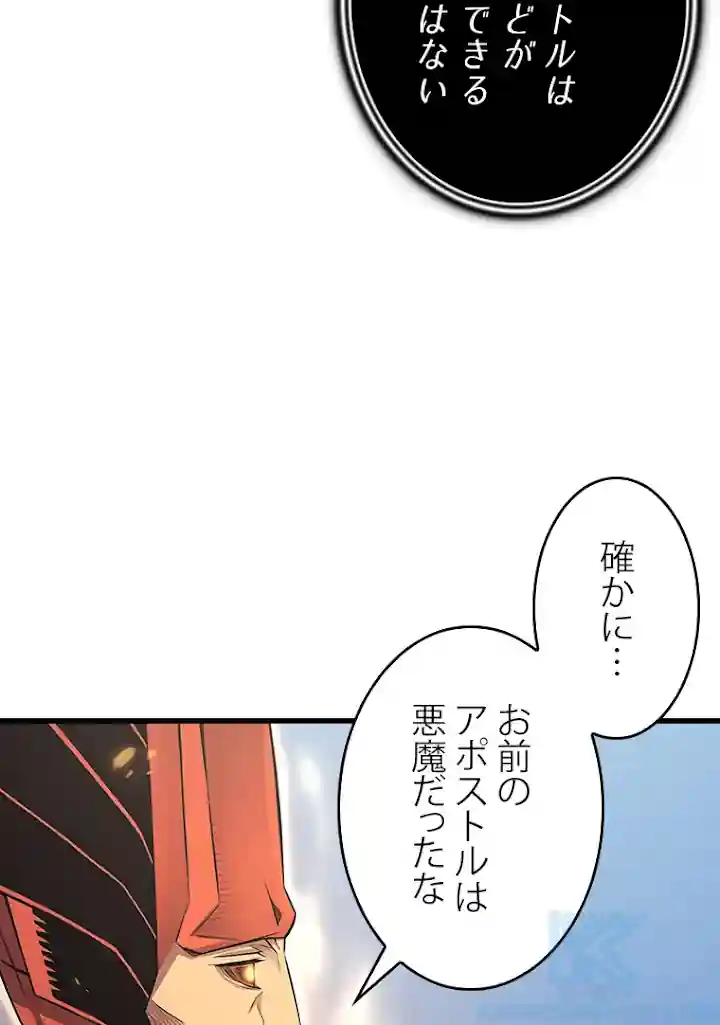 トルは
どが
できる
はない
確かに…
お前の
アポストルは
悪魔だったな